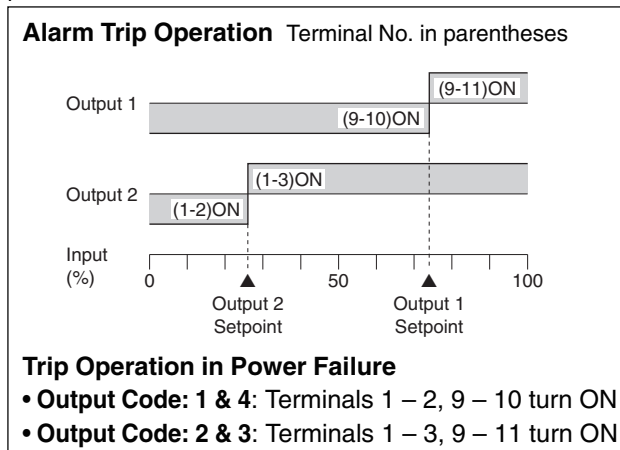 Alarm Trip Operation Terminal No. in parentheses
Output 1
(9-11)ON
(9-10)ON
Output 2
(1-3)ON
(1-2)ON
Input
(%)
0 50 100
Output 2
Setpoint
Output 1
Setpoint
Trip Operation in Power Failure
• Output Code: 1 & 4: Terminals 1 – 2, 9 – 10 turn ON
• Output Code: 2 & 3: Terminals 1 – 3, 9 – 11 turn ON